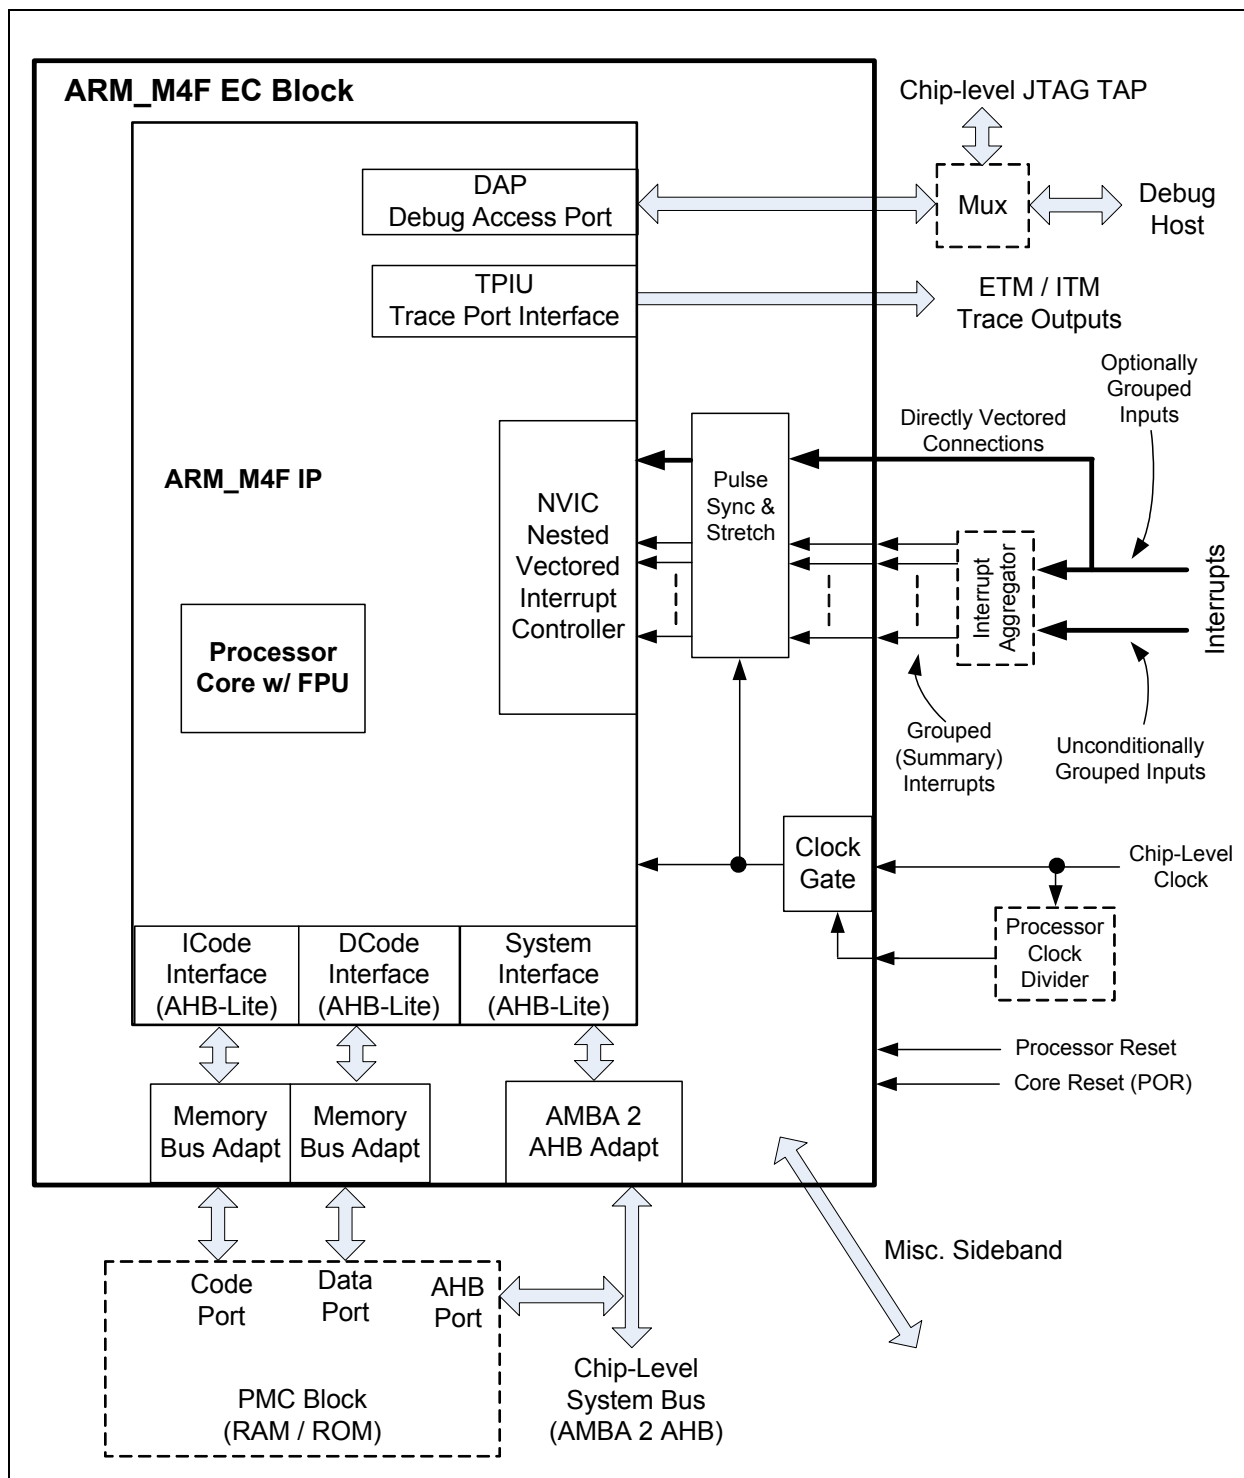 ARM_M4F EC Block
Chip-level JTAG TAP
DAP
Debug Access Port
Mux
Debug
Host
TPIU
Trace Port Interface
ETM / ITM
Trace Outputs
Optionally
Grouped
Inputs
Directly Vectored
Connections
ARM_M4F IP
NVIC
Nested
Vectored
Interrupt
Controller
Pulse
Sync &
Stretch
Interrupt
Aggregator
Interrupts
Processor
Core w/ FPU
Grouped
(Summary)
Interrupts
Unconditionally
Grouped Inputs
Clock
Gate
Chip-Level
Clock
Processor
Clock
Divider
ICode
Interface
(AHB-Lite)
DCode
Interface
(AHB-Lite)
System
Interface
(AHB-Lite)
Processor Reset
Core Reset (POR)
Memory
Bus Adapt
Memory
Bus Adapt
AMBA 2
AHB Adapt
Misc. Sideband
Code
Port
Data
Port
AHB
Port
PMC Block
(RAM / ROM)
Chip-Level
System Bus
(AMBA 2 AHB)